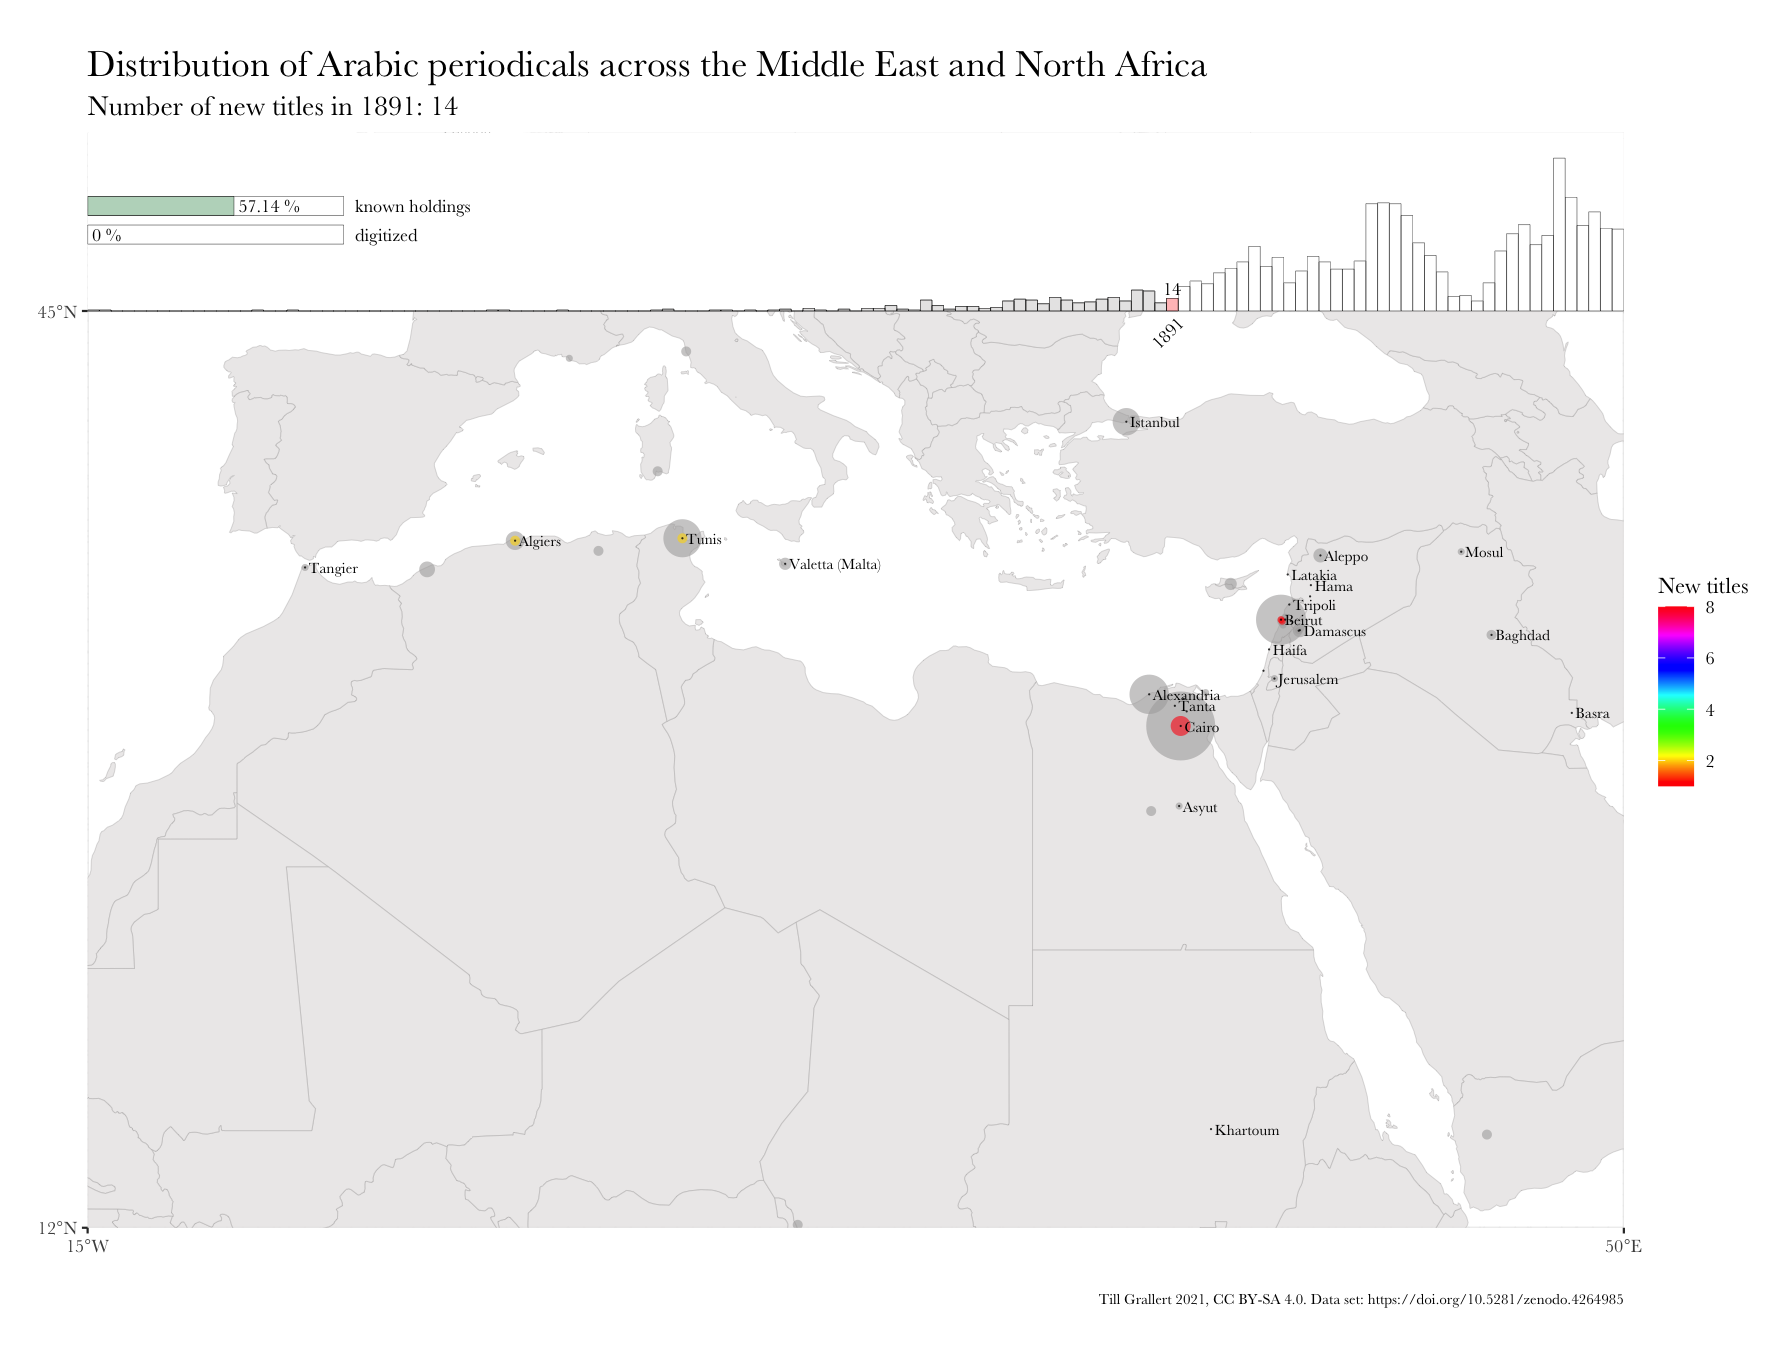 Distribution of Arabic periodicals across the Middle East and North Africa
Number of new titles in 1891: 14
57.14 %
known holdings
0 %
digitized
14
1891
45°N
Istanbul
Algiers
Tunis
Tangier
Valetta (Malta)
Aleppo
Mosul
Latakia
Hama
Tripoli
Beirut
Damascus
Baghdad
Haifa
Jerusalem
Alexandria
Tanta
Cairo
Basra
Asyut
Khartoum
New titles
8
6
4
2
12°N
15°W
50°E
Till Grallert 2021, CC BY-SA 4.0. Data set: https://doi.org/10.5281/zenodo.4264985